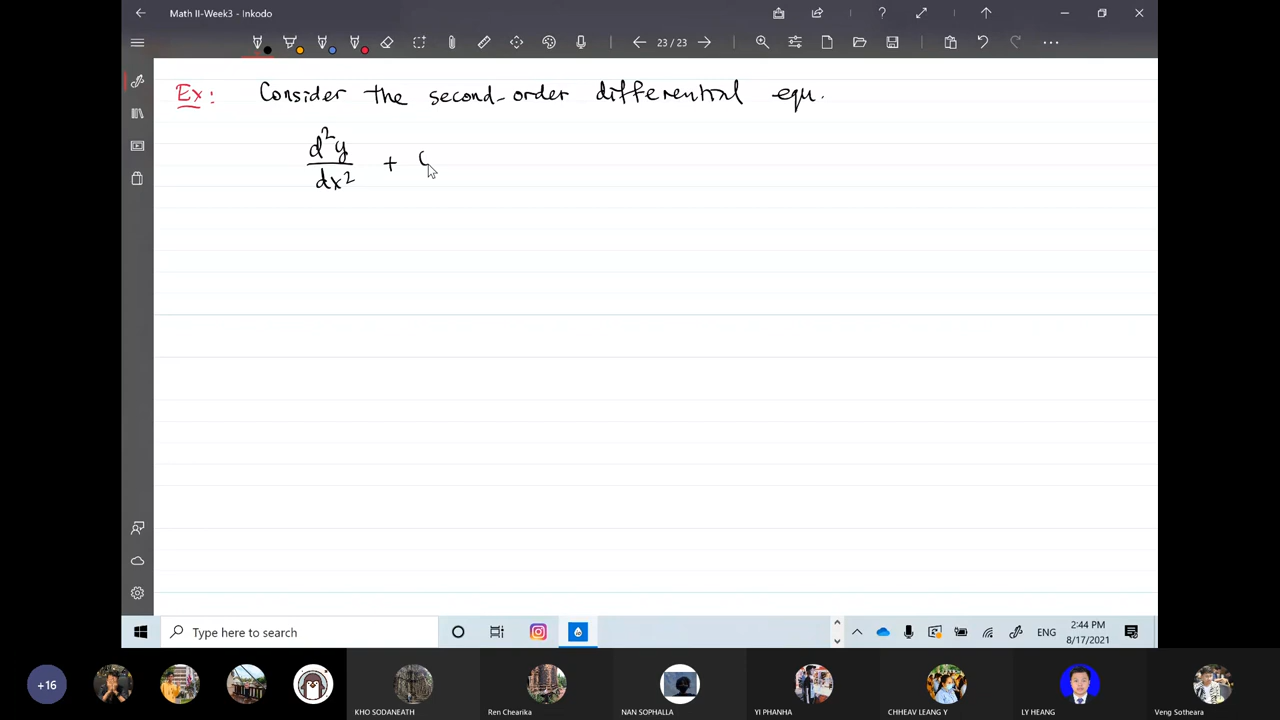 Math II-Week3 - Inkodo
23 / 23
Ex: Consider the second-order differential equ.
d²y
dx² +
Type here to search
ENG
2:44 PM
8/17/2021
+16
KHO SODANEATH
Ren Chearika
NAN SOPHALLA
YI PHANHA
CHHEAV LEANG Y
LY HEANG
Veng Sotheara